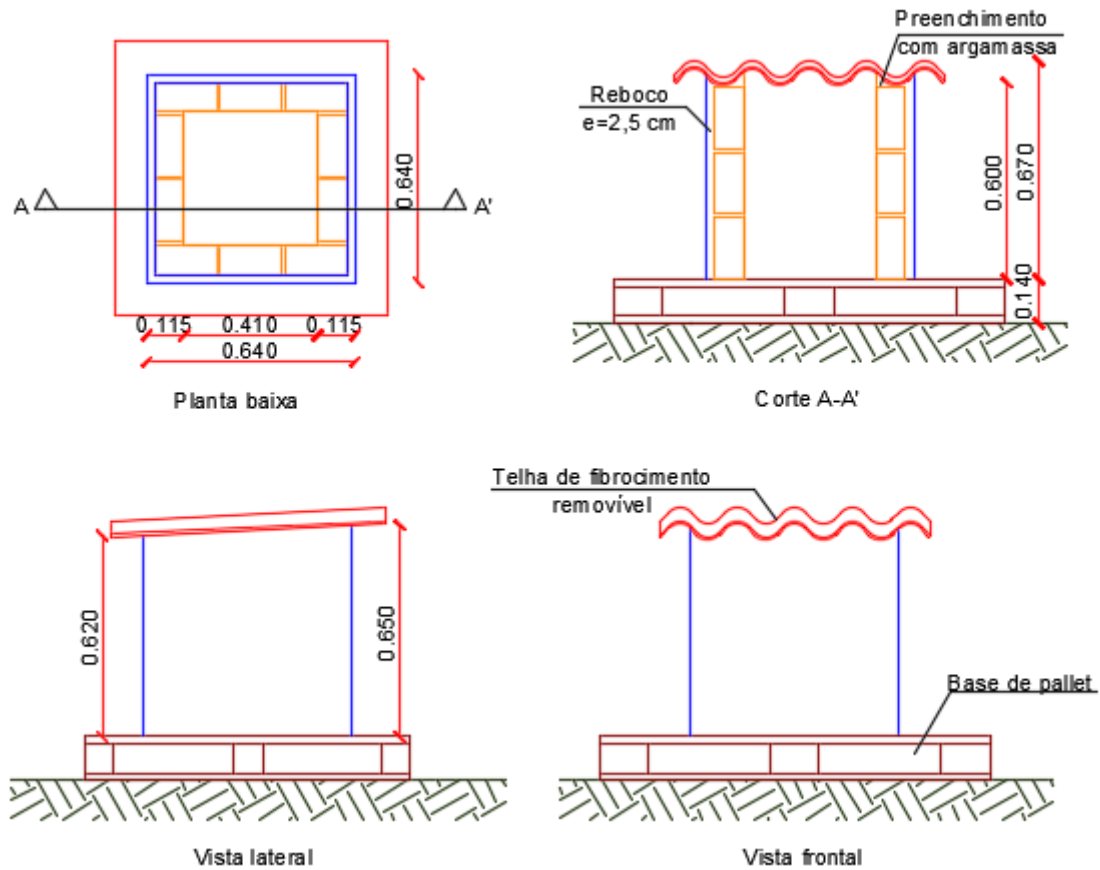 Preenchimento
com argamassa
Reboco
e=2,5 cm
0.640
A
A'
0.115
0.410
0.115
0.640
Planta baixa
0.600
0.670
0.140
Corte A-A'
Telha de fibrocimento
removível
0.620
0.650
Base de pallet
Vista lateral
Vista frontal